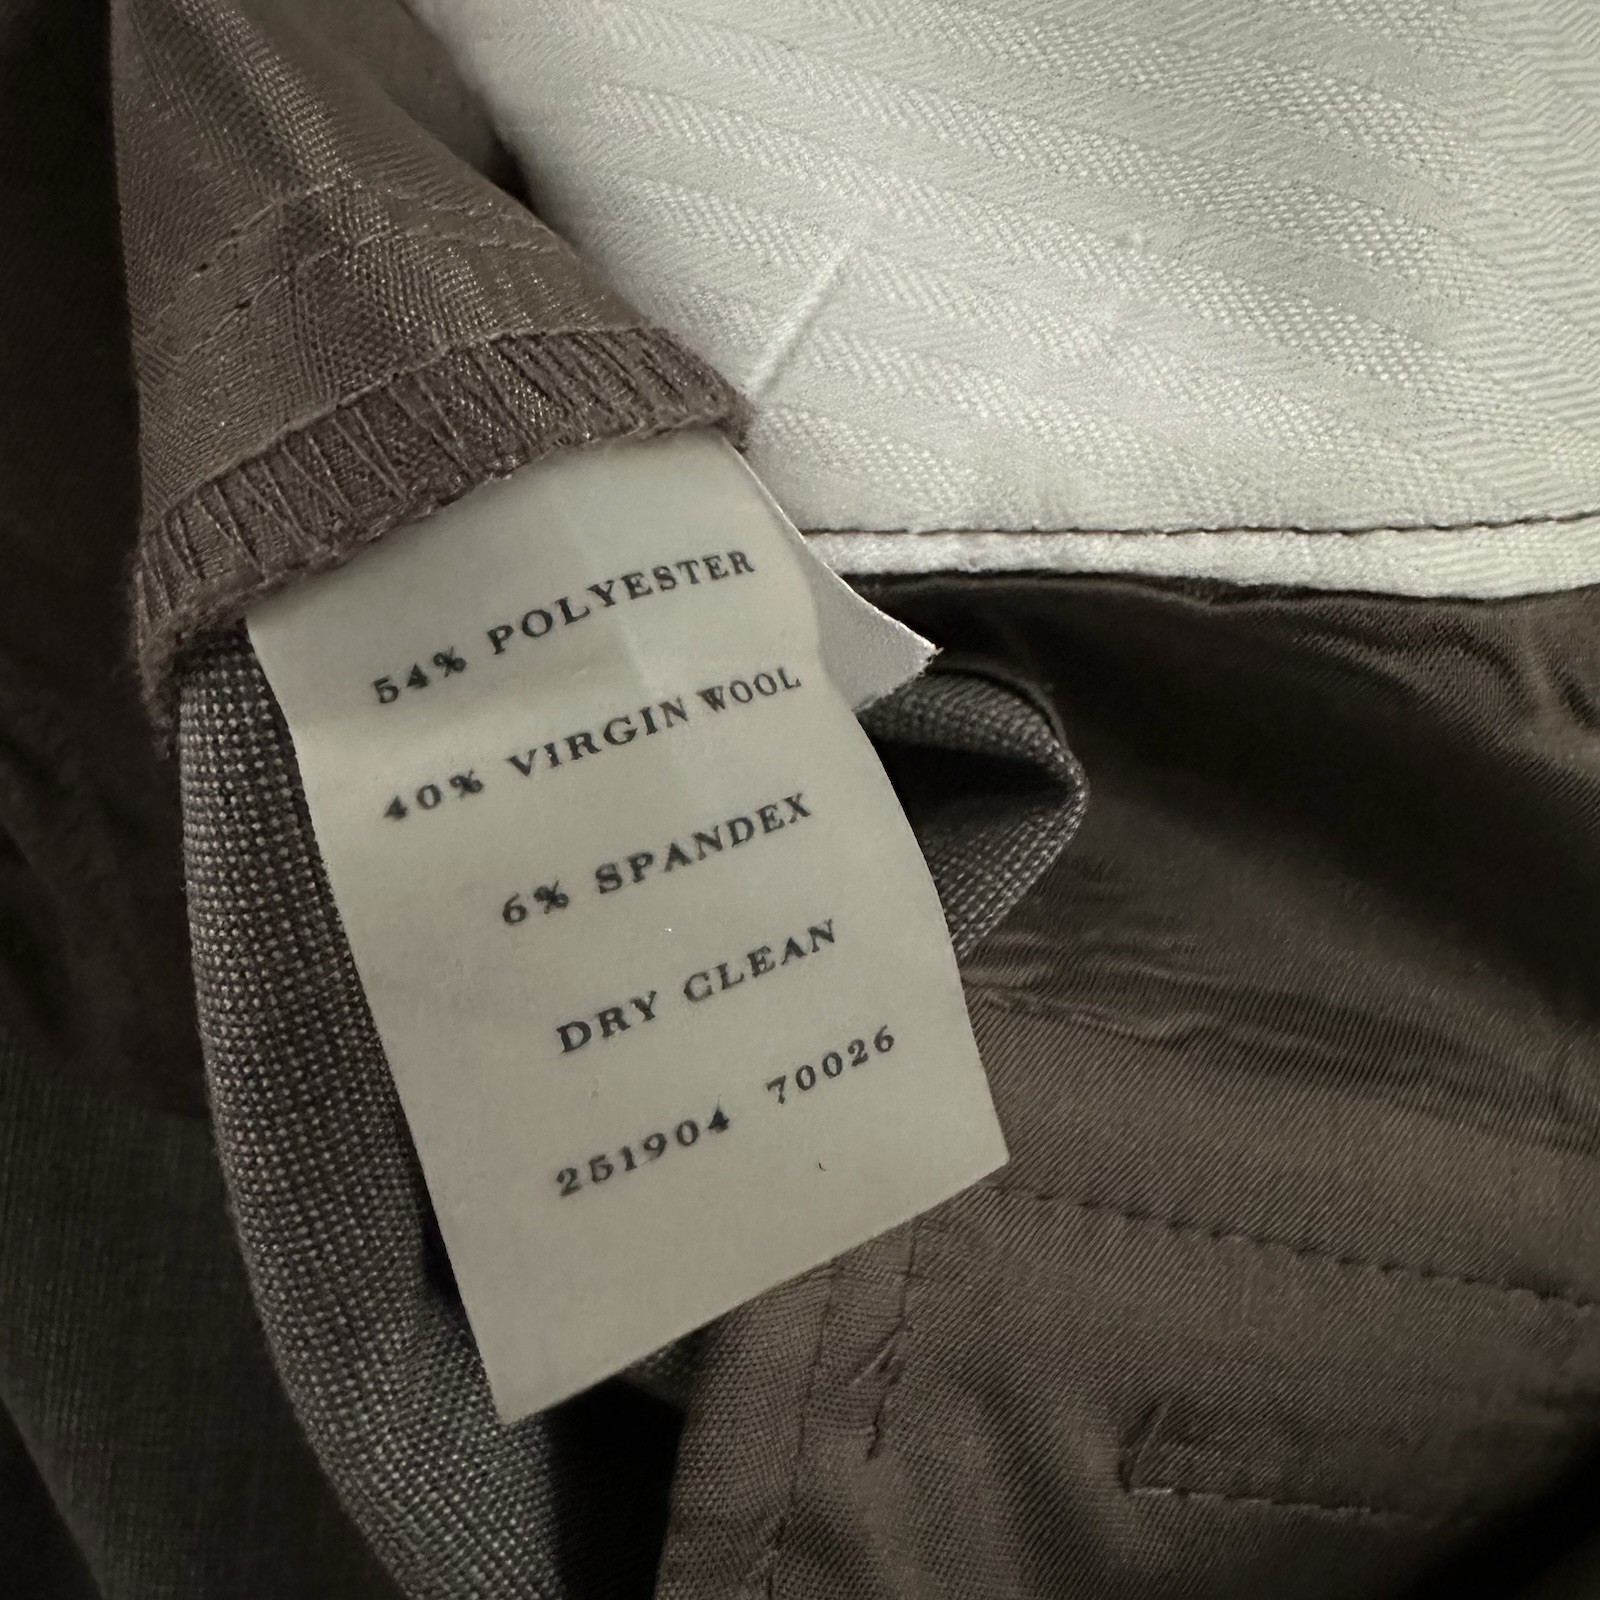 54% POLYESTER
40% VIRGIN WOOL
6% SPANDEX
DRY CLEAN
251904 70026